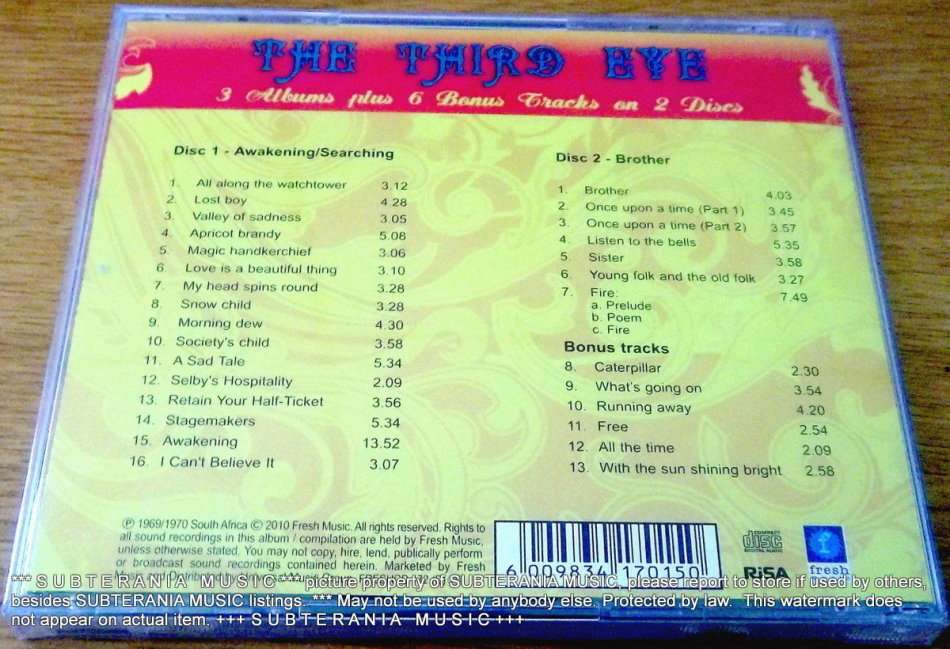 THE THIRD EYE
3 Albums plus 6 Bonus Tracks on 2 Discs
Disc 1 - Awakening/Searching
1. All along the watchtower 3.12
2. Lost boy 4.28
3. Valley of sadness 3.05
4. Apricot brandy 5.08
5. Magic handkerchief 3.06
6. Love is a beautiful thing 3.10
7. My head spins round 3.28
8. Snow child 3.28
9. Morning dew 4.30
10. Society's child 3.58
11. A Sad Tale 5.34
12. Selby's Hospitality 2.09
13. Retain Your Half-Ticket 3.56
14. Stagemakers 5.34
15. Awakening 13.52
16. I Can't Believe It 3.07
Disc 2 - Brother
1. Brother 4.03
2. Once upon a time (Part 1) 3.45
3. Once upon a time (Part 2) 3.57
4. Listen to the bells 5.35
5. Sister 3.58
6. Young folk and the old folk 3.27
7. Fire: 7.49
a. Prelude
b. Poem
c. Fire
Bonus tracks
8. Caterpillar 2.30
9. What's going on 3.54
10. Running away 4.20
11. Free 2.54
12. All the time 2.09
13. With the sun shining bright 2.58
℗ 1969/1970 South Africa © 2010 Fresh Music. All rights reserved. Rights to
all sound recordings in this album / compilation are held by Fresh Music,
unless otherwise stated. You may not copy, hire, lend, publically perform
or broadcast sound recordings contained herein. Marketed by Fresh
6 009834 170150
COMPACT
disc
DIGITAL AUDIO
RiSA
fresh
*** S U B T E R A N I A M U S I C *** picture property of SUBTERANIA MUSIC, please report to store if used by others,
besides SUBTERANIA MUSIC listings. *** May not be used by anybody else. Protected by law. This watermark does
not appear on actual item. +++ S U B T E R A N I A M U S I C +++